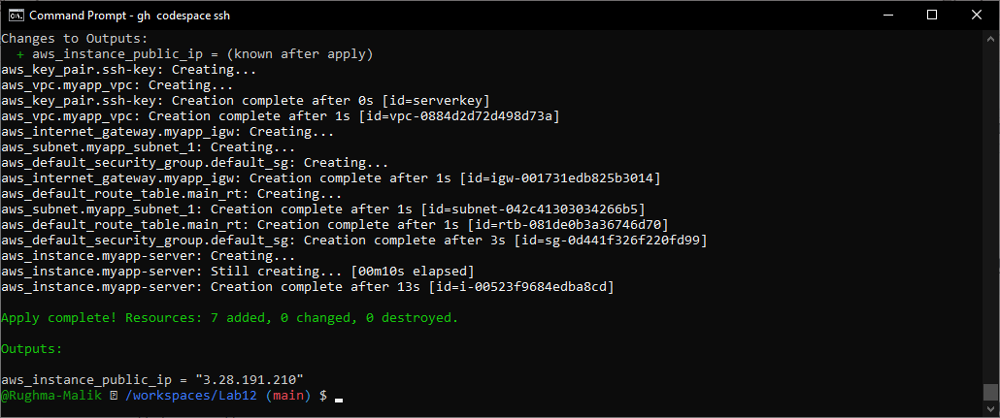 Command Prompt - gh  codespace ssh
Changes to Outputs:
  + aws_instance_public_ip = (known after apply)
aws_key_pair.ssh-key: Creating...
aws_vpc.myapp_vpc: Creating...
aws_key_pair.ssh-key: Creation complete after 0s [id=serverkey]
aws_vpc.myapp_vpc: Creation complete after 1s [id=vpc-0884d2d72d498d73a]
aws_internet_gateway.myapp_igw: Creating...
aws_subnet.myapp_subnet_1: Creating...
aws_default_security_group.default_sg: Creating...
aws_internet_gateway.myapp_igw: Creation complete after 1s [id=igw-001731edb825b3014]
aws_default_route_table.main_rt: Creating...
aws_subnet.myapp_subnet_1: Creation complete after 1s [id=subnet-042c41303034266b5]
aws_default_route_table.main_rt: Creation complete after 1s [id=rtb-081de0b3a36746d70]
aws_default_security_group.default_sg: Creation complete after 3s [id=sg-0d441f326f220fd99]
aws_instance.myapp-server: Creating...
aws_instance.myapp-server: Still creating... [00m10s elapsed]
aws_instance.myapp-server: Creation complete after 13s [id=i-00523f9684edba8cd]
Apply complete! Resources: 7 added, 0 changed, 0 destroyed.
Outputs:
aws_instance_public_ip = "3.28.191.210"
@Rughma-Malik /workspaces/Lab12 (main) $